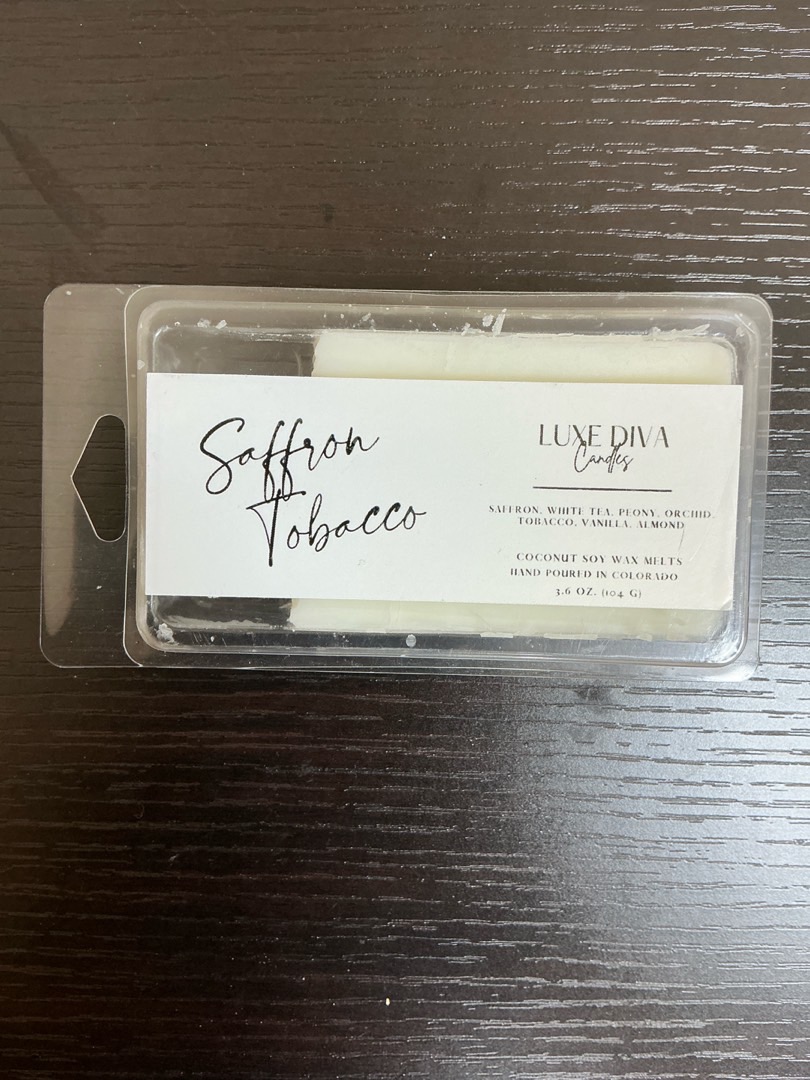 Saffron
Tobacco
LUXE DIVA
Candles
SAFFRON, WHITE TEA, PEONY, ORCHID,
TOBACCO, VANILLA, ALMOND
COCONUT SOY WAX MELTS
HAND POURED IN COLORADO
3.6 OZ. (104 G)